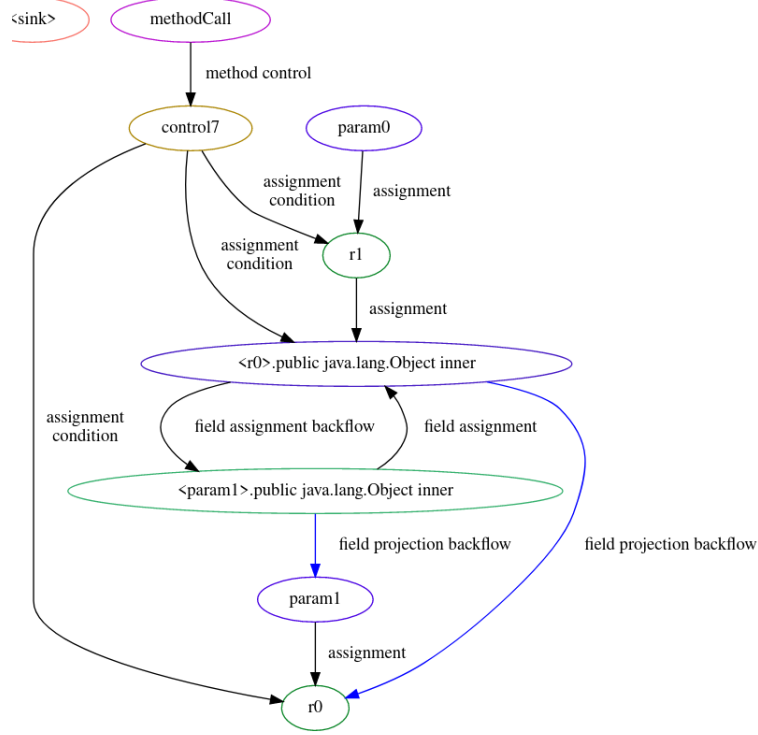 <sink>
methodCall
method control
control7
param0
assignment
condition
assignment
assignment
condition
r1
assignment
<r0>.public java.lang.Object inner
assignment
condition
field assignment backflow
field assignment
<param1>.public java.lang.Object inner
field projection backflow
field projection backflow
param1
assignment
r0